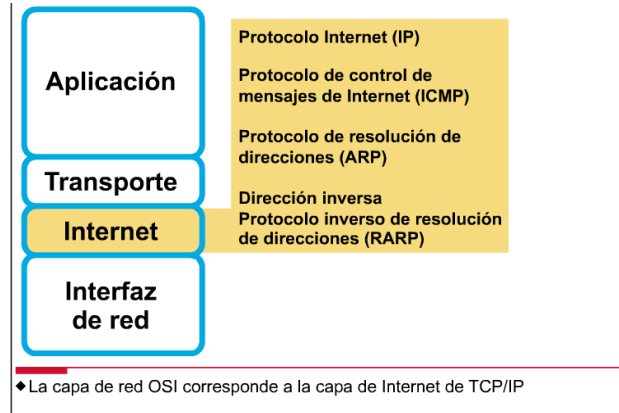 Aplicación
Transporte
Internet
Interfaz
de red
Protocolo Internet (IP)
Protocolo de control de
mensajes de Internet (ICMP)
Protocolo de resolución de
direcciones (ARP)
Dirección inversa
Protocolo inverso de resolución
de direcciones (RARP)
◆La capa de red OSI corresponde a la capa de Internet de TCP/IP